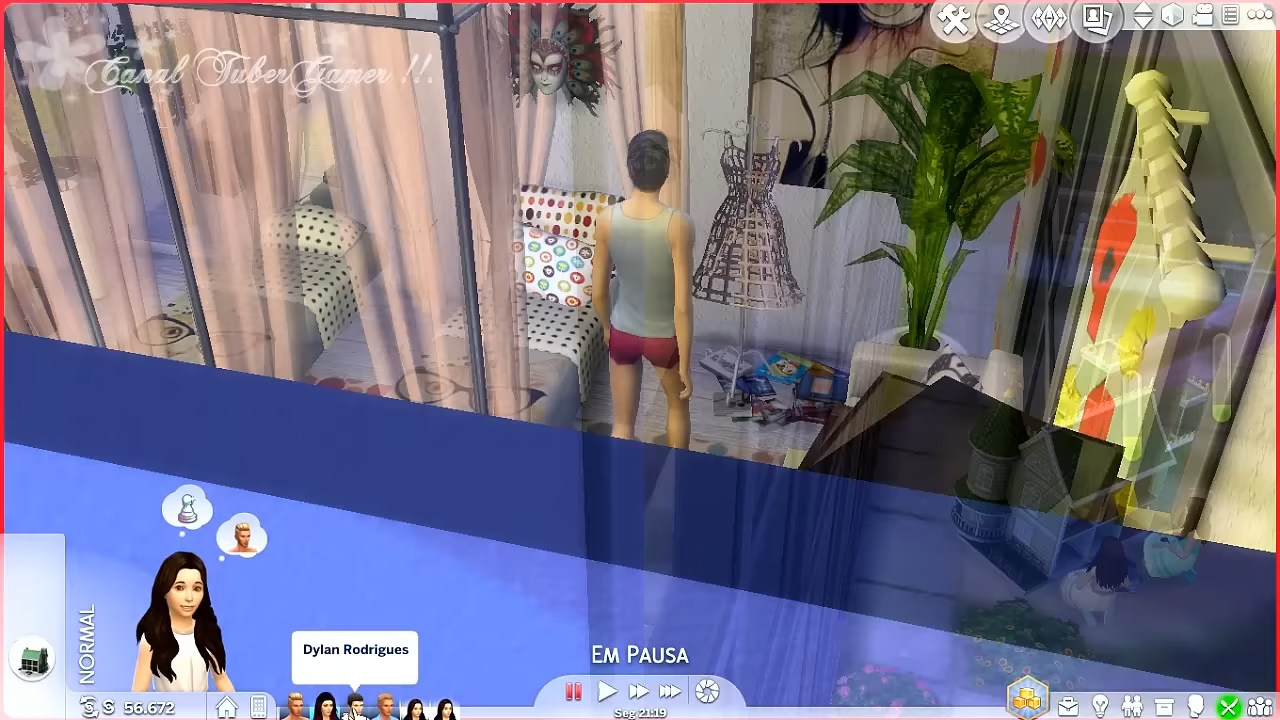 Canal TuberGamer !!.
NORMAL
Dylan Rodrigues
EM PAUSA
56.672
Seg 21:19